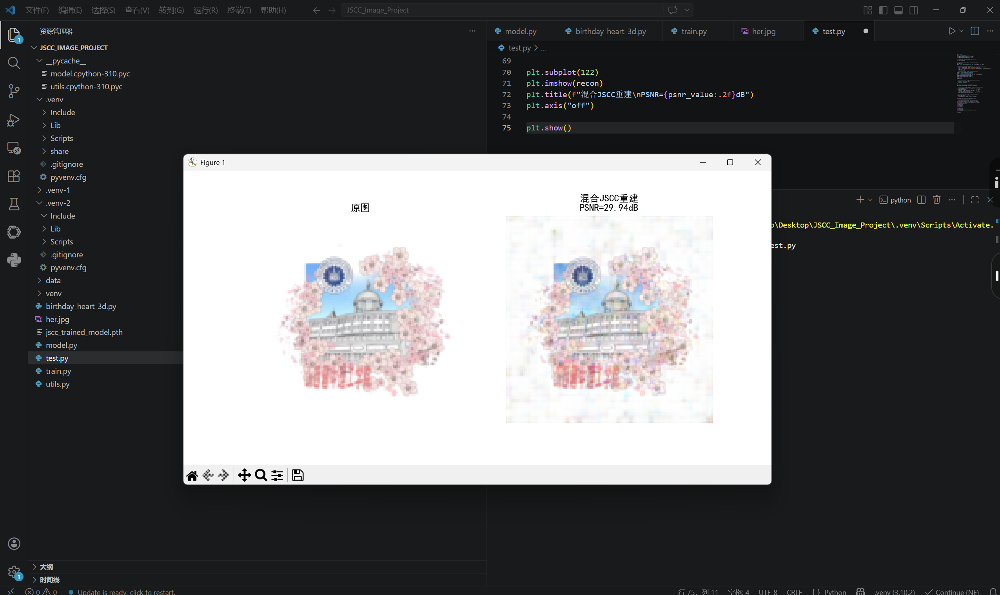 文件(F) 编辑(E) 选择(S) 查看(V) 转到(G) 运行(R) 终端(T) 帮助(H) JSCC_Image_Project
资源管理器
JSCC_IMAGE_PROJECT
__pycache__
model.cpython-310.pyc
utils.cpython-310.pyc
.venv
Include
Lib
Scripts
share
.gitignore
pyvenv.cfg
.venv-1
.venv-2
Include
Lib
Scripts
.gitignore
pyvenv.cfg
data
venv
birthday_heart_3d.py
her.jpg
jscc_trained_model.pth
model.py
test.py
train.py
utils.py
大纲
时间线
1
1
model.py birthday_heart_3d.py train.py her.jpg test.py
test.py > ...
69
70 plt.subplot(122)
71 plt.imshow(recon)
72 plt.title(f"混合JSCC重建\nPSNR={psnr_value:.2f}dB")
73 plt.axis("off")
74
75 plt.show()
python
\Desktop\JSCC_Image_Project\.venv\Scripts\Activate.
est.py
Figure 1
原图
混合JSCC重建
PSNR=29.94dB
0 0 Update is ready, click to restart.
行 75, 列 11 空格: 4 UTF-8 CRLF { } Python .venv (3.10.2) Continue (NE)